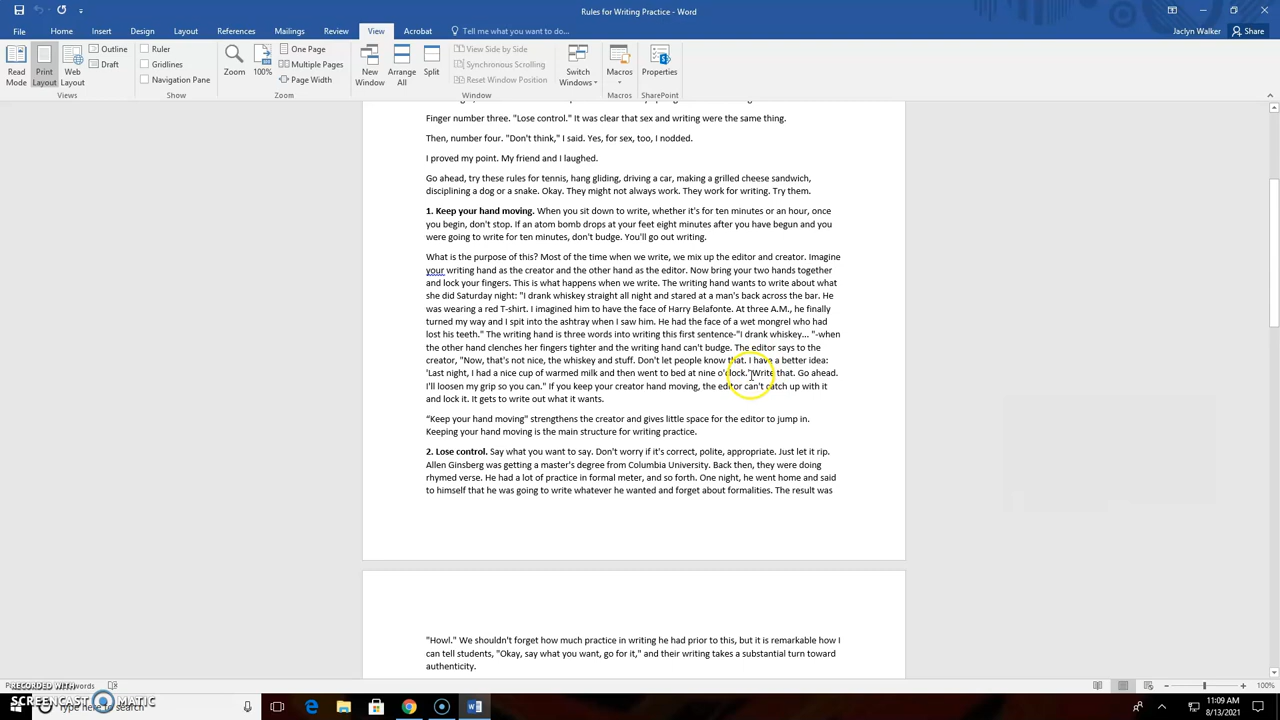 Rules for Writing Practice - Word
File Home Insert Design Layout References Mailings Review View Acrobat Tell me what you want to do... Jaclyn Walker Share
Read Mode
Print Layout
Web Layout
Outline
Draft
Views
Ruler
Gridlines
Navigation Pane
Show
Zoom
100%
One Page
Multiple Pages
Page Width
Zoom
New Window
Arrange All
Split
View Side by Side
Synchronous Scrolling
Reset Window Position
Window
Switch Windows
Macros
Macros
Properties
SharePoint
Finger number three. "Lose control." It was clear that sex and writing were the same thing.
Then, number four. "Don't think," I said. Yes, for sex, too, I nodded.
I proved my point. My friend and I laughed.
Go ahead, try these rules for tennis, hang gliding, driving a car, making a grilled cheese sandwich,
disciplining a dog or a snake. Okay. They might not always work. They work for writing. Try them.
1. Keep your hand moving. When you sit down to write, whether it's for ten minutes or an hour, once
you begin, don't stop. If an atom bomb drops at your feet eight minutes after you have begun and you
were going to write for ten minutes, don't budge. You'll go out writing.
What is the purpose of this? Most of the time when we write, we mix up the editor and creator. Imagine
your writing hand as the creator and the other hand as the editor. Now bring your two hands together
and lock your fingers. This is what happens when we write. The writing hand wants to write about what
she did Saturday night: "I drank whiskey straight all night and stared at a man's back across the bar. He
was wearing a red T-shirt. I imagined him to have the face of Harry Belafonte. At three A.M., he finally
turned my way and I spit into the ashtray when I saw him. He had the face of a wet mongrel who had
lost his teeth." The writing hand is three words into writing this first sentence-"I drank whiskey... "-when
the other hand clenches her fingers tighter and the writing hand can't budge. The editor says to the
creator, "Now, that's not nice, the whiskey and stuff. Don't let people know that. I have a better idea:
'Last night, I had a nice cup of warmed milk and then went to bed at nine o'clock.'Write that. Go ahead.
I'll loosen my grip so you can." If you keep your creator hand moving, the editor can't catch up with it
and lock it. It gets to write out what it wants.
“Keep your hand moving" strengthens the creator and gives little space for the editor to jump in.
Keeping your hand moving is the main structure for writing practice.
2. Lose control. Say what you want to say. Don't worry if it's correct, polite, appropriate. Just let it rip.
Allen Ginsberg was getting a master's degree from Columbia University. Back then, they were doing
rhymed verse. He had a lot of practice in formal meter, and so forth. One night, he went home and said
to himself that he was going to write whatever he wanted and forget about formalities. The result was
"Howl." We shouldn't forget how much practice in writing he had prior to this, but it is remarkable how I
can tell students, "Okay, say what you want, go for it," and their writing takes a substantial turn toward
authenticity.
words
100%
RECORDED WITH
SCREENCAST MATIC
Type here to search
11:09 AM
8/13/2021